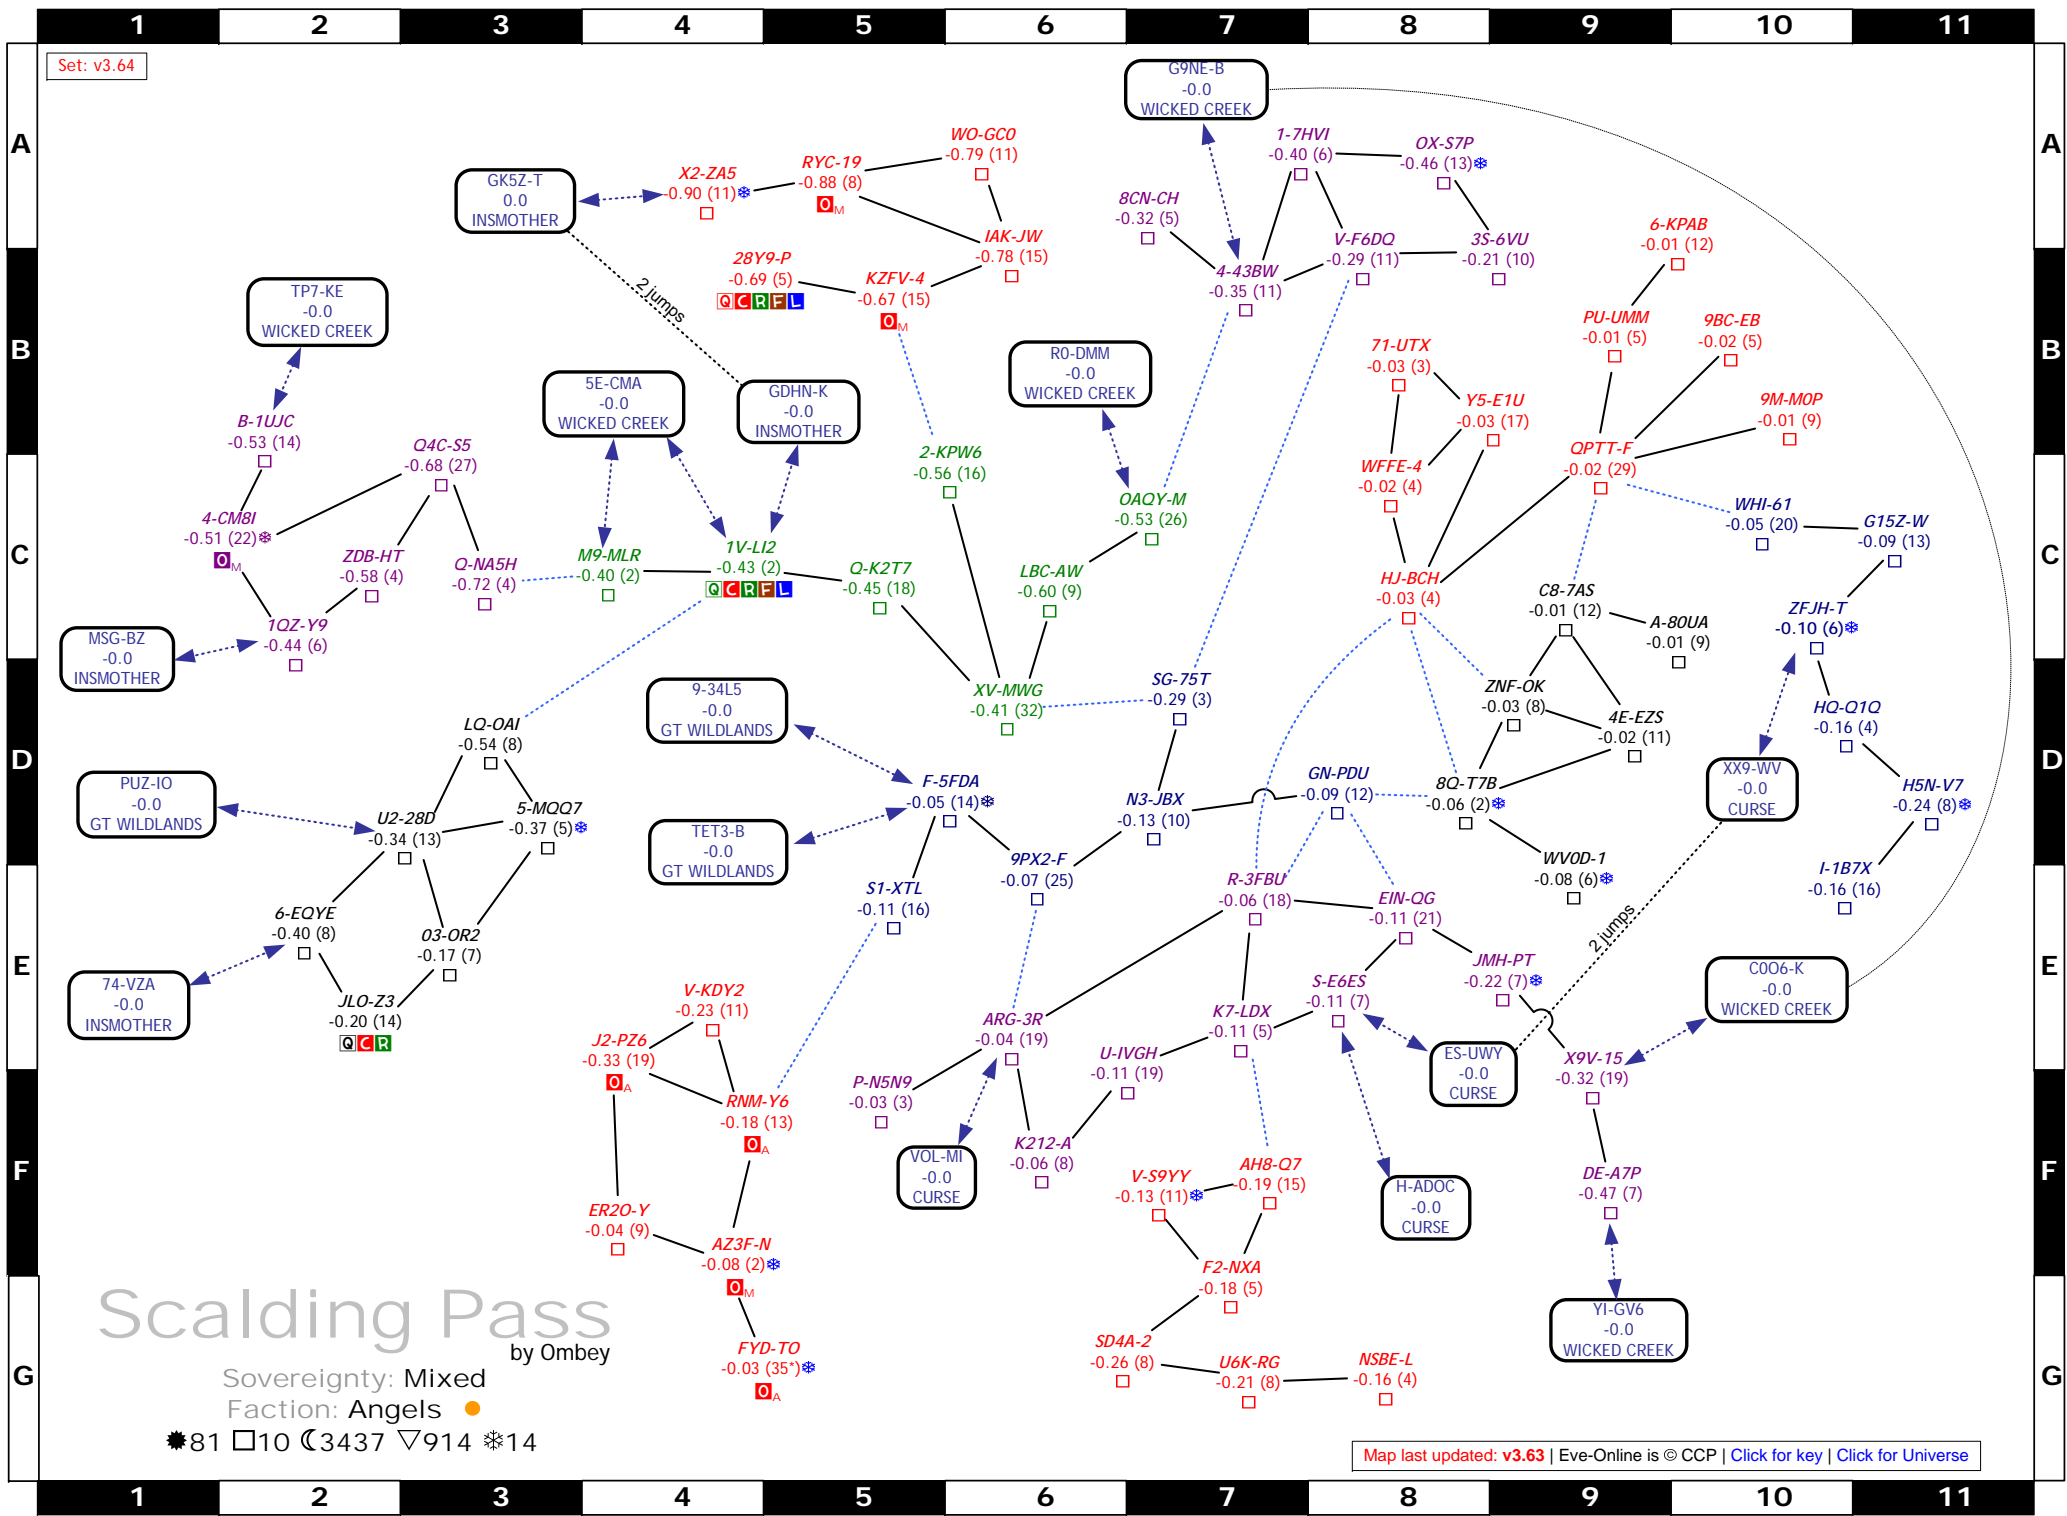 1 2 3 4 5 6 7 8 9 10 11
Set: v3.64
A
A
G9NE-B
-0.0
WICKED CREEK
WO-GC0
-0.79 (11)
RYC-19
-0.88 (8)
0M
X2-ZA5
-0.90 (11)
GK5Z-T
0.0
INSMOTHER
1-7HVI
-0.40 (6)
OX-S7P
-0.46 (13)
8CN-CH
-0.32 (5)
IAK-JW
-0.78 (15)
V-F6DQ
-0.29 (11)
3S-6VU
-0.21 (10)
6-KPAB
-0.01 (12)
B
B
28Y9-P
-0.69 (5)
Q C R F L
KZFV-4
-0.67 (15)
0M
4-43BW
-0.35 (11)
2 jumps
TP7-KE
-0.0
WICKED CREEK
PU-UMM
-0.01 (5)
9BC-EB
-0.02 (5)
71-UTX
-0.03 (3)
R0-DMM
-0.0
WICKED CREEK
5E-CMA
-0.0
WICKED CREEK
GDHN-K
-0.0
INSMOTHER
Y5-E1U
-0.03 (17)
9M-M0P
-0.01 (9)
B-1UJC
-0.53 (14)
Q4C-S5
-0.68 (27)
2-KPW6
-0.56 (16)
QPTT-F
-0.02 (29)
WFFE-4
-0.02 (4)
C
C
OAQY-M
-0.53 (26)
WHI-61
-0.05 (20)
G15Z-W
-0.09 (13)
4-CM8I
-0.51 (22)
0M
ZDB-HT
-0.58 (4)
Q-NA5H
-0.72 (4)
M9-MLR
-0.40 (2)
1V-LI2
-0.43 (2)
Q C R F L
Q-K2T7
-0.45 (18)
LBC-AW
-0.60 (9)
HJ-BCH
-0.03 (4)
C8-7AS
-0.01 (12)
A-80UA
-0.01 (9)
ZFJH-T
-0.10 (6)
1QZ-Y9
-0.44 (6)
MSG-BZ
-0.0
INSMOTHER
D
D
9-34L5
-0.0
GT WILDLANDS
XV-MWG
-0.41 (32)
SG-75T
-0.29 (3)
ZNF-OK
-0.03 (8)
4E-EZS
-0.02 (11)
HQ-Q1Q
-0.16 (4)
LQ-OAI
-0.54 (8)
PUZ-IO
-0.0
GT WILDLANDS
F-5FDA
-0.05 (14)
N3-JBX
-0.13 (10)
GN-PDU
-0.09 (12)
8Q-T7B
-0.06 (2)
XX9-WV
-0.0
CURSE
H5N-V7
-0.24 (8)
U2-28D
-0.34 (13)
5-MQQ7
-0.37 (5)
TET3-B
-0.0
GT WILDLANDS
9PX2-F
-0.07 (25)
WV0D-1
-0.08 (6)
I-1B7X
-0.16 (16)
E
E
S1-XTL
-0.11 (16)
R-3FBU
-0.06 (18)
EIN-QG
-0.11 (21)
2 jumps
6-EQYE
-0.40 (8)
03-OR2
-0.17 (7)
JMH-PT
-0.22 (7)
C0O6-K
-0.0
WICKED CREEK
74-VZA
-0.0
INSMOTHER
JLO-Z3
-0.20 (14)
Q C R
V-KDY2
-0.23 (11)
S-E6ES
-0.11 (7)
ARG-3R
-0.04 (19)
K7-LDX
-0.11 (5)
J2-PZ6
-0.33 (19)
0A
U-IVGH
-0.11 (19)
ES-UWY
-0.0
CURSE
X9V-15
-0.32 (19)
F
F
P-N5N9
-0.03 (3)
RNM-Y6
-0.18 (13)
0A
K212-A
-0.06 (8)
VOL-MI
-0.0
CURSE
V-S9YY
-0.13 (11)
AH8-Q7
-0.19 (15)
H-ADOC
-0.0
CURSE
DE-A7P
-0.47 (7)
ER2O-Y
-0.04 (9)
AZ3F-N
-0.08 (2)
0M
F2-NXA
-0.18 (5)
G
G
Scalding Pass
by Ombey
YI-GV6
-0.0
WICKED CREEK
FYD-TO
-0.03 (35*)
0A
SD4A-2
-0.26 (8)
U6K-RG
-0.21 (8)
NSBE-L
-0.16 (4)
Sovereignty: Mixed
Faction: Angels
81 10 3437 914 14
Map last updated: v3.63 | Eve-Online is © CCP | Click for key | Click for Universe
1 2 3 4 5 6 7 8 9 10 11